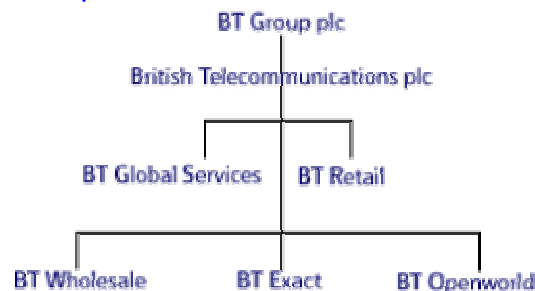 BT Group plc
British Telecommunications plc
BT Global Services BT Retail
BT Wholesale BT Exact BT Openworld